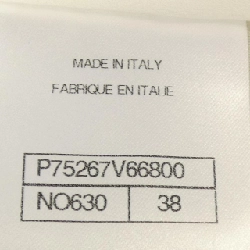 MADE IN ITALY
FABRIQUE EN ITALIE
P75267V66800
NO630 38